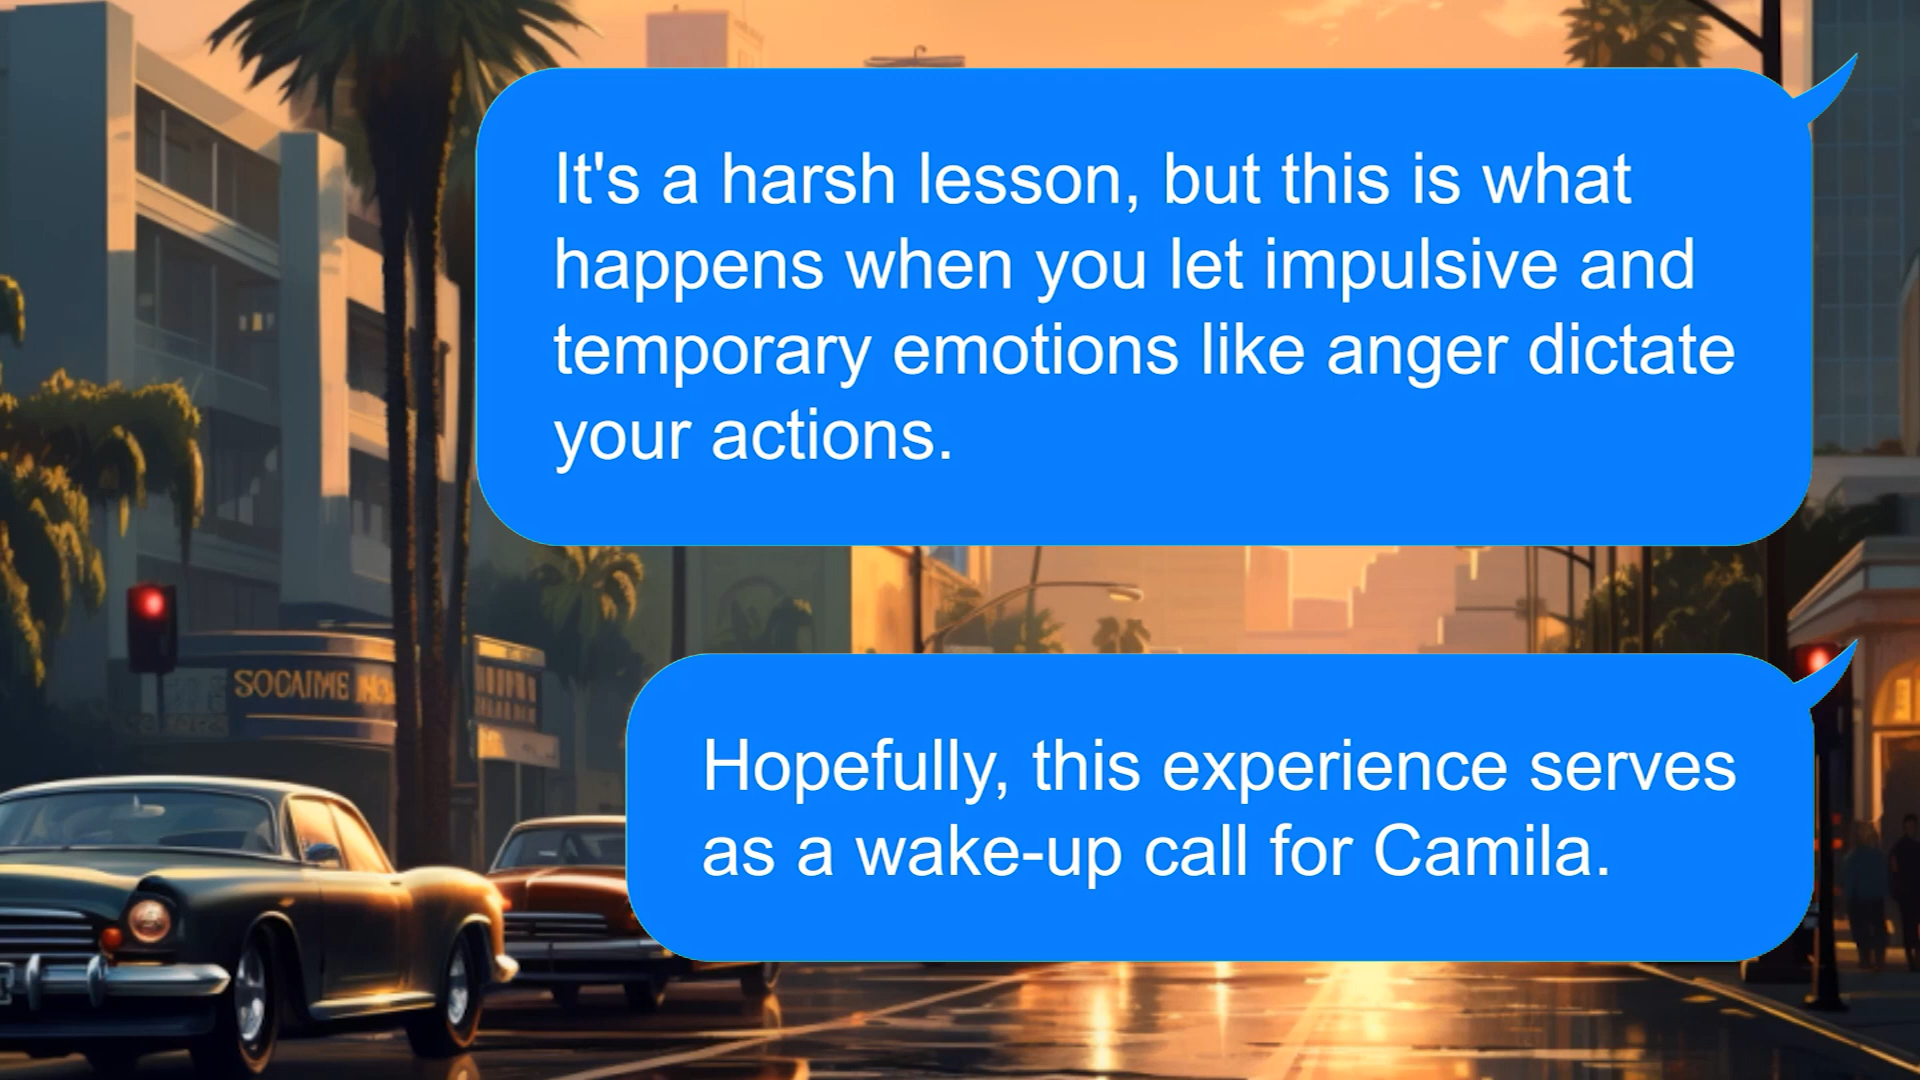 It's a harsh lesson, but this is what
happens when you let impulsive and
temporary emotions like anger dictate
your actions.
SOCAIME
Hopefully, this experience serves
as a wake-up call for Camila.